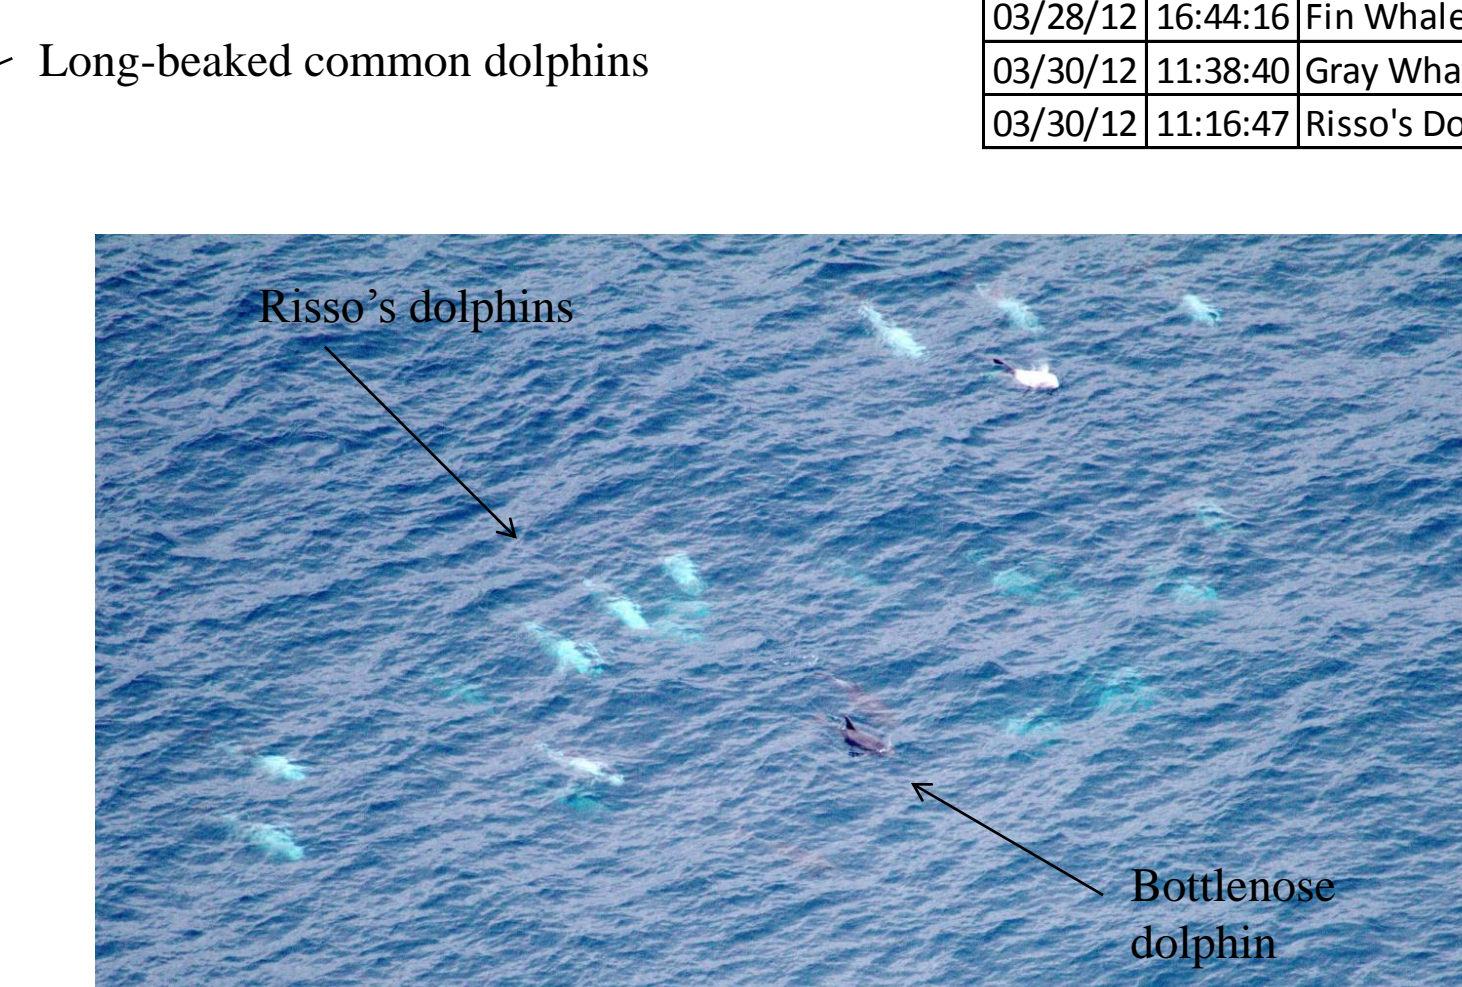 Long-beaked common dolphins
03/28/12 16:44:16 Fin Whale
03/30/12 11:38:40 Gray Wha
03/30/12 11:16:47 Risso's Do
Risso’s dolphins
Bottlenose
dolphin